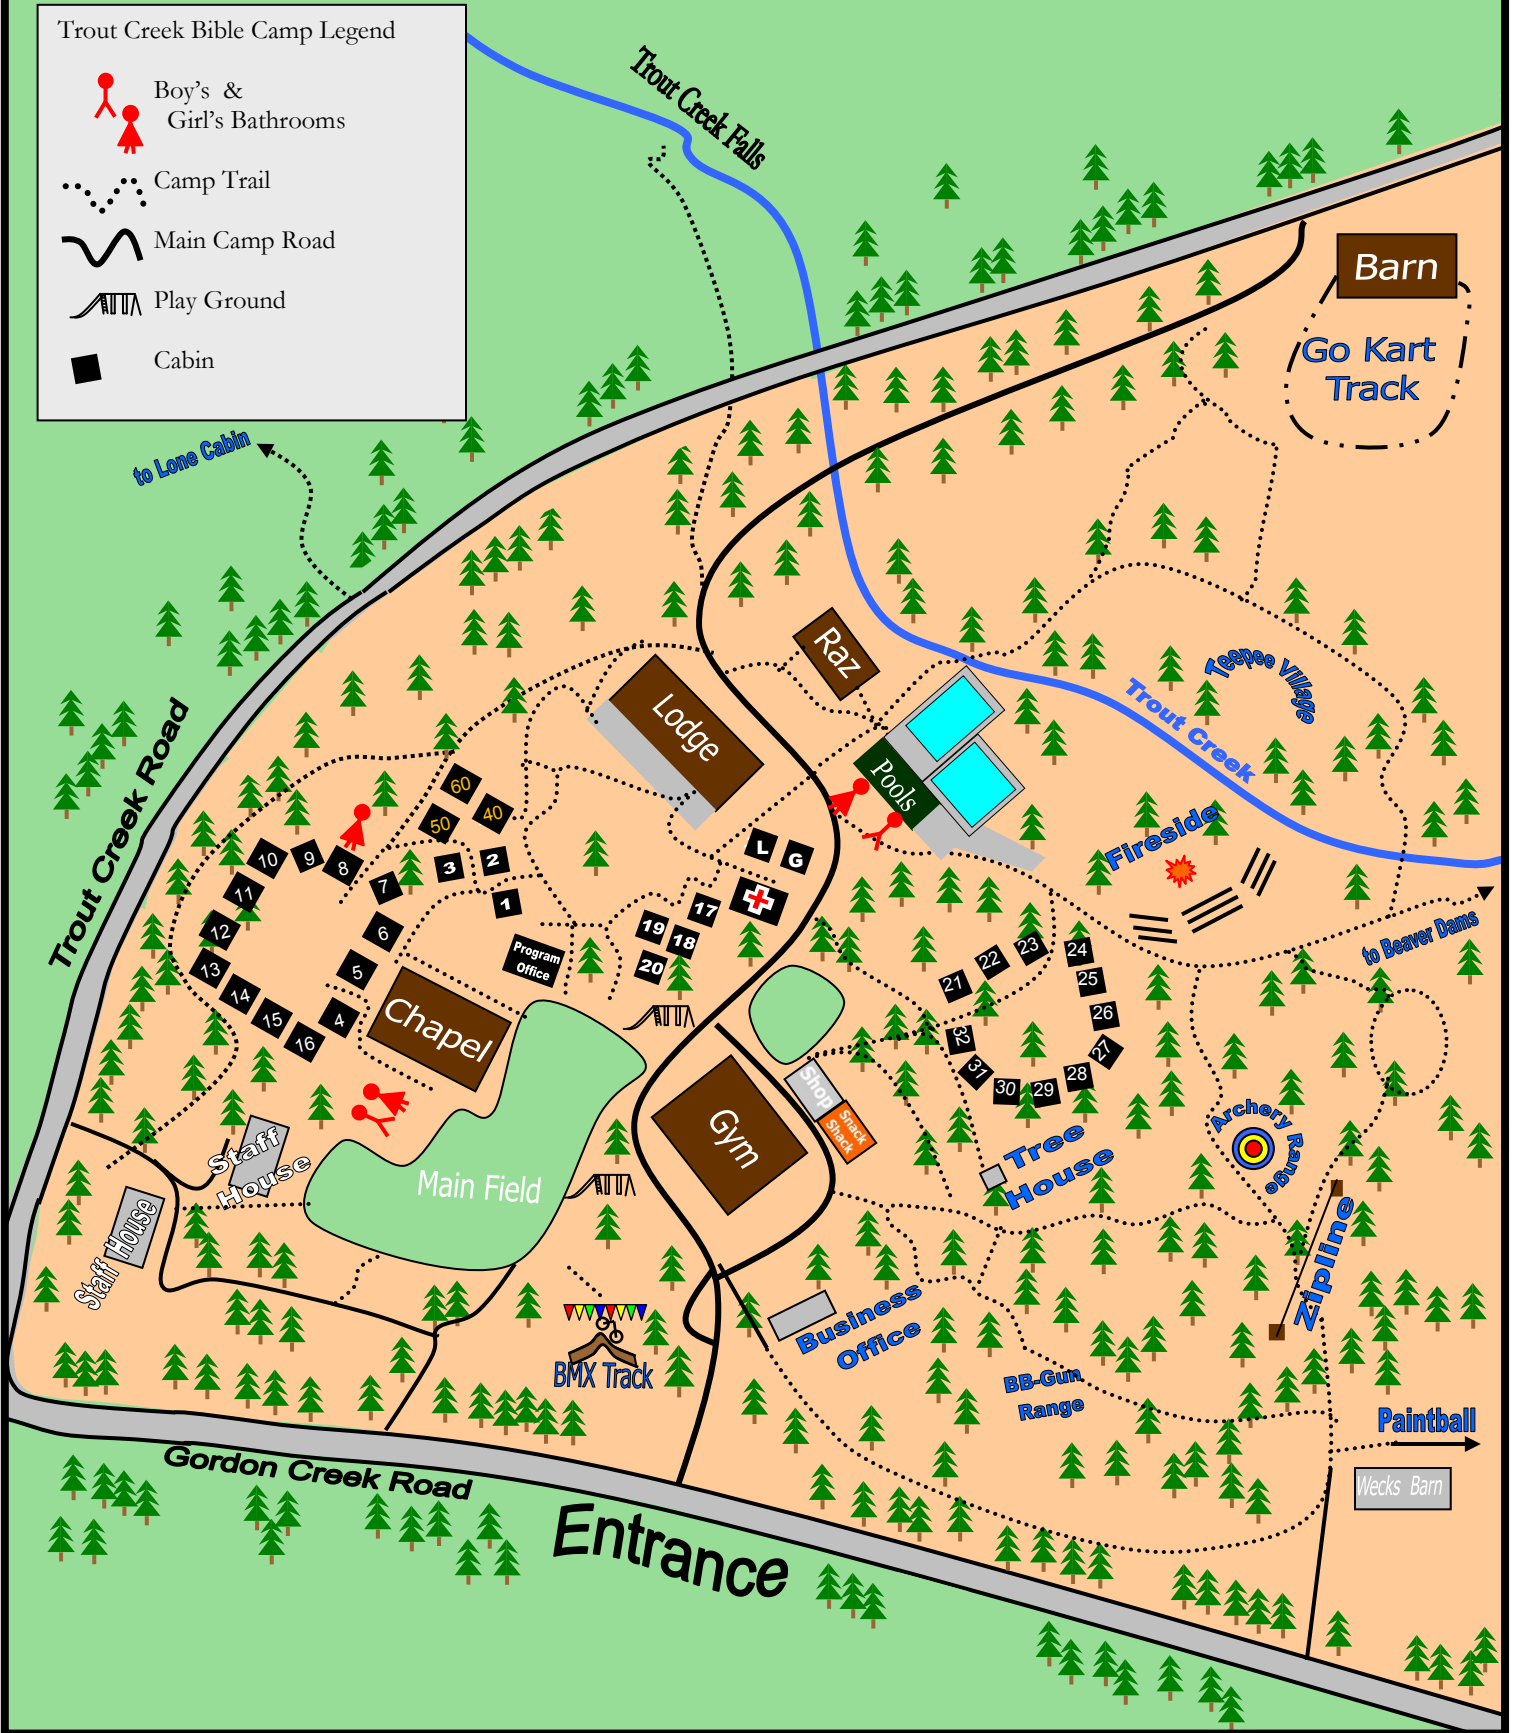 Trout Creek Bible Camp Legend
Boy's &
Girl's Bathrooms
Camp Trail
Main Camp Road
Play Ground
Cabin
Trout Creek Falls
Barn
Go Kart
Track
to Lone Cabin
Raz
Lodge
Teepee Village
Trout Creek
Trout Creek Road
Pools
Fireside
60
50
40
10
9
8
7
3
2
1
L
G
11
12
13
14
15
16
6
5
4
19
17
18
20
Program
Office
Chapel
to Beaver Dams
21
22
23
24
25
26
27
28
29
30
31
32
Shop
Snack
Shack
Gym
Archery Range
Tree
House
Staff
House
Main Field
Staff House
Zipline
Business
Office
BMX Track
BB-Gun
Range
Paintball
Wecks Barn
Gordon Creek Road
Entrance